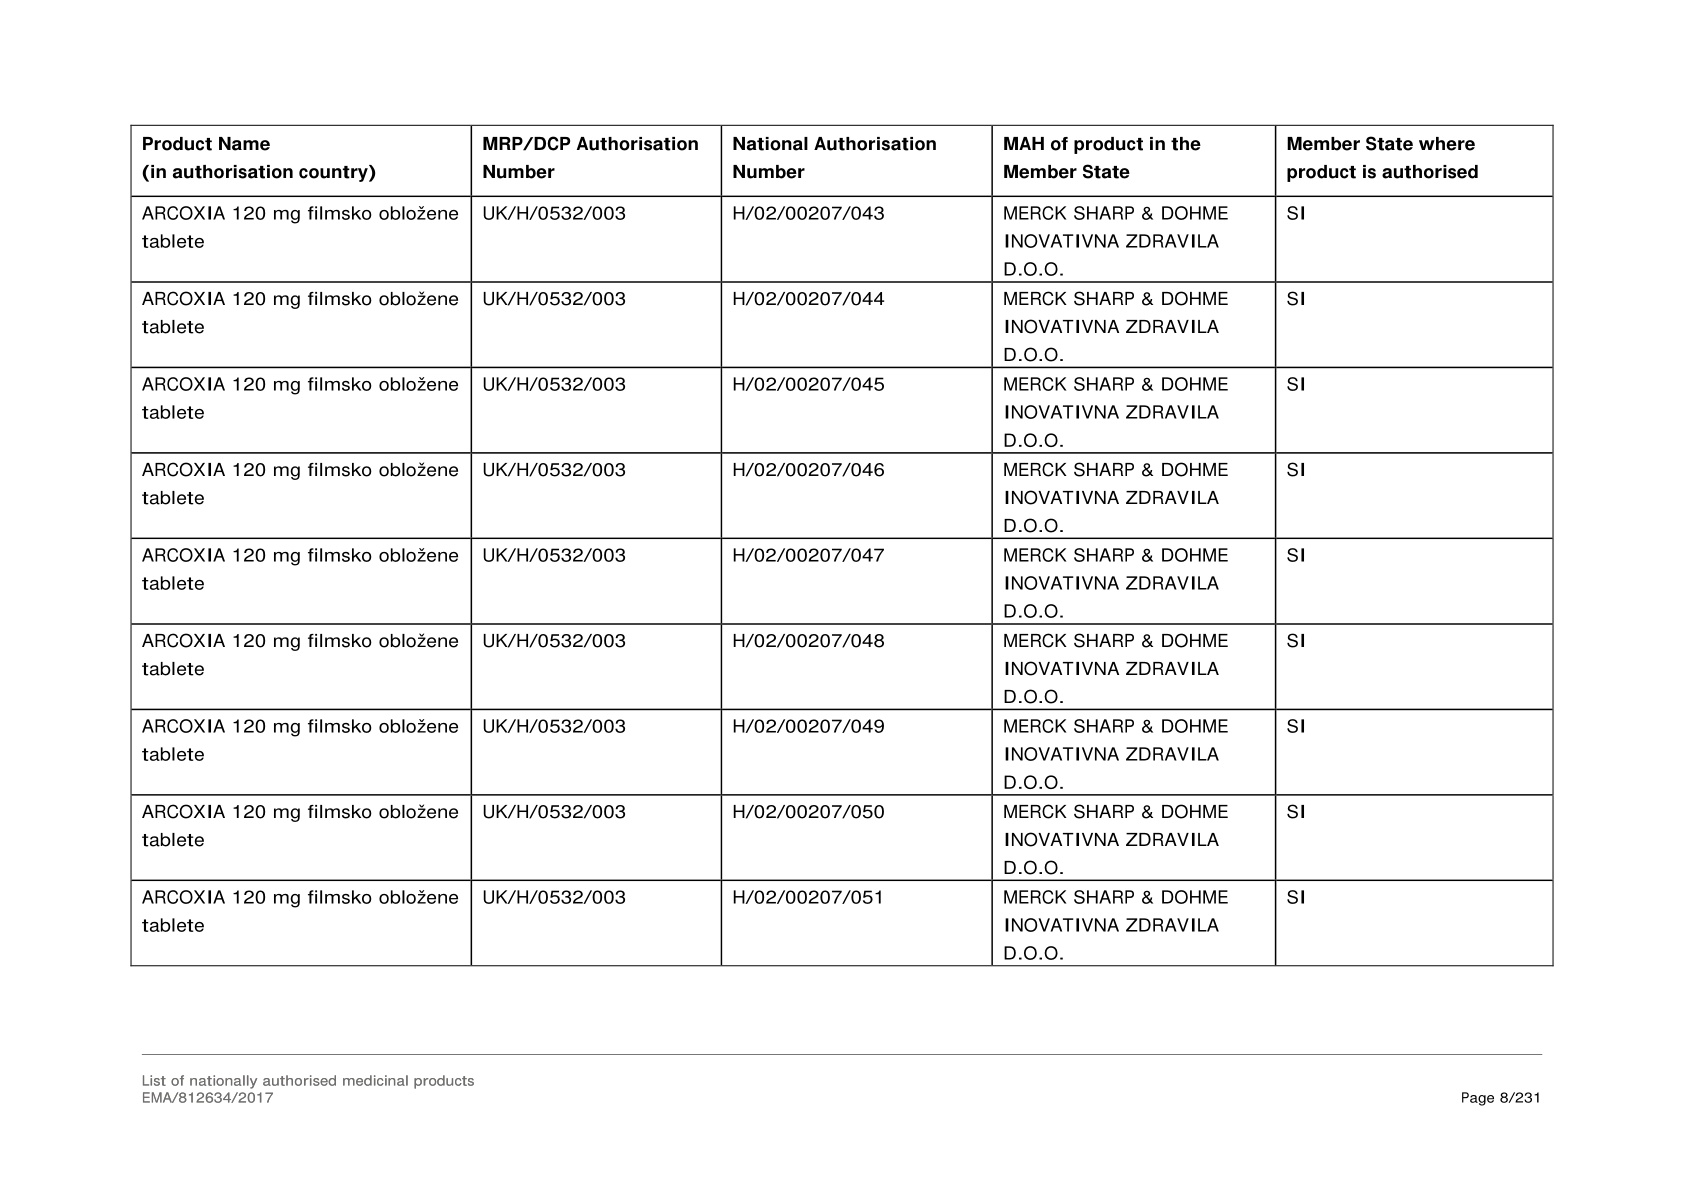 Product Name
(in authorisation country)
MRP/DCP Authorisation
Number
National Authorisation
Number
MAH of product in the
Member State
Member State where
product is authorised
ARCOXIA 120 mg filmsko obložene
tablete
UK/H/0532/003
H/02/00207/043
MERCK SHARP & DOHME
INOVATIVNA ZDRAVILA
D.O.O.
SI
ARCOXIA 120 mg filmsko obložene
tablete
UK/H/0532/003
H/02/00207/044
MERCK SHARP & DOHME
INOVATIVNA ZDRAVILA
D.O.O.
SI
ARCOXIA 120 mg filmsko obložene
tablete
UK/H/0532/003
H/02/00207/045
MERCK SHARP & DOHME
INOVATIVNA ZDRAVILA
D.O.O.
SI
ARCOXIA 120 mg filmsko obložene
tablete
UK/H/0532/003
H/02/00207/046
MERCK SHARP & DOHME
INOVATIVNA ZDRAVILA
D.O.O.
SI
ARCOXIA 120 mg filmsko obložene
tablete
UK/H/0532/003
H/02/00207/047
MERCK SHARP & DOHME
INOVATIVNA ZDRAVILA
D.O.O.
SI
ARCOXIA 120 mg filmsko obložene
tablete
UK/H/0532/003
H/02/00207/048
MERCK SHARP & DOHME
INOVATIVNA ZDRAVILA
D.O.O.
SI
ARCOXIA 120 mg filmsko obložene
tablete
UK/H/0532/003
H/02/00207/049
MERCK SHARP & DOHME
INOVATIVNA ZDRAVILA
D.O.O.
SI
ARCOXIA 120 mg filmsko obložene
tablete
UK/H/0532/003
H/02/00207/050
MERCK SHARP & DOHME
INOVATIVNA ZDRAVILA
D.O.O.
SI
ARCOXIA 120 mg filmsko obložene
tablete
UK/H/0532/003
H/02/00207/051
MERCK SHARP & DOHME
INOVATIVNA ZDRAVILA
D.O.O.
SI
List of nationally authorised medicinal products
EMA/812634/2017
Page 8/231